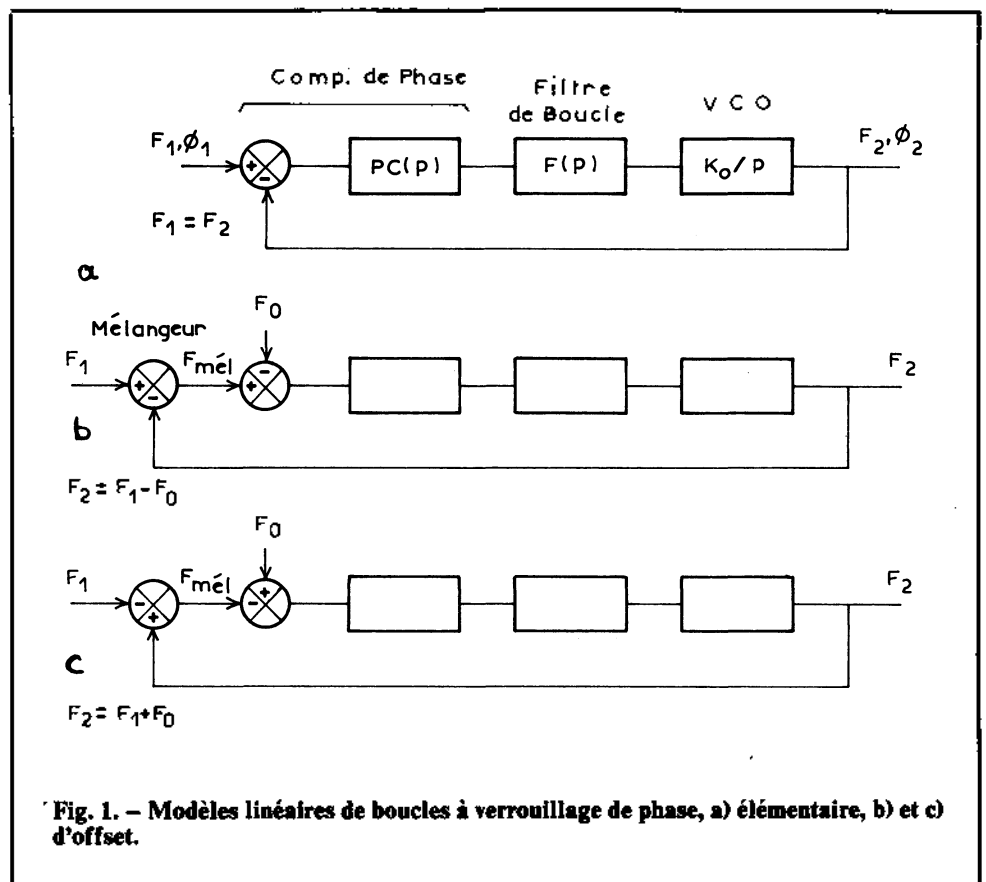 Comp. de Phase
Filtre
de Boucle
V C O
F₁,ø₁
+
−
PC(p)
F(p)
K₀/p
F₂,ø₂
F₁ = F₂
a
F₀
Mélangeur
F₁
+
−
Fmél
−
+
F₂
b
F₂ = F₁-F₀
F₀
F₁
−
+
Fmél
+
−
F₂
c
F₂ = F₁+F₀
Fig. 1. – Modèles linéaires de boucles à verrouillage de phase, a) élémentaire, b) et c)
d'offset.